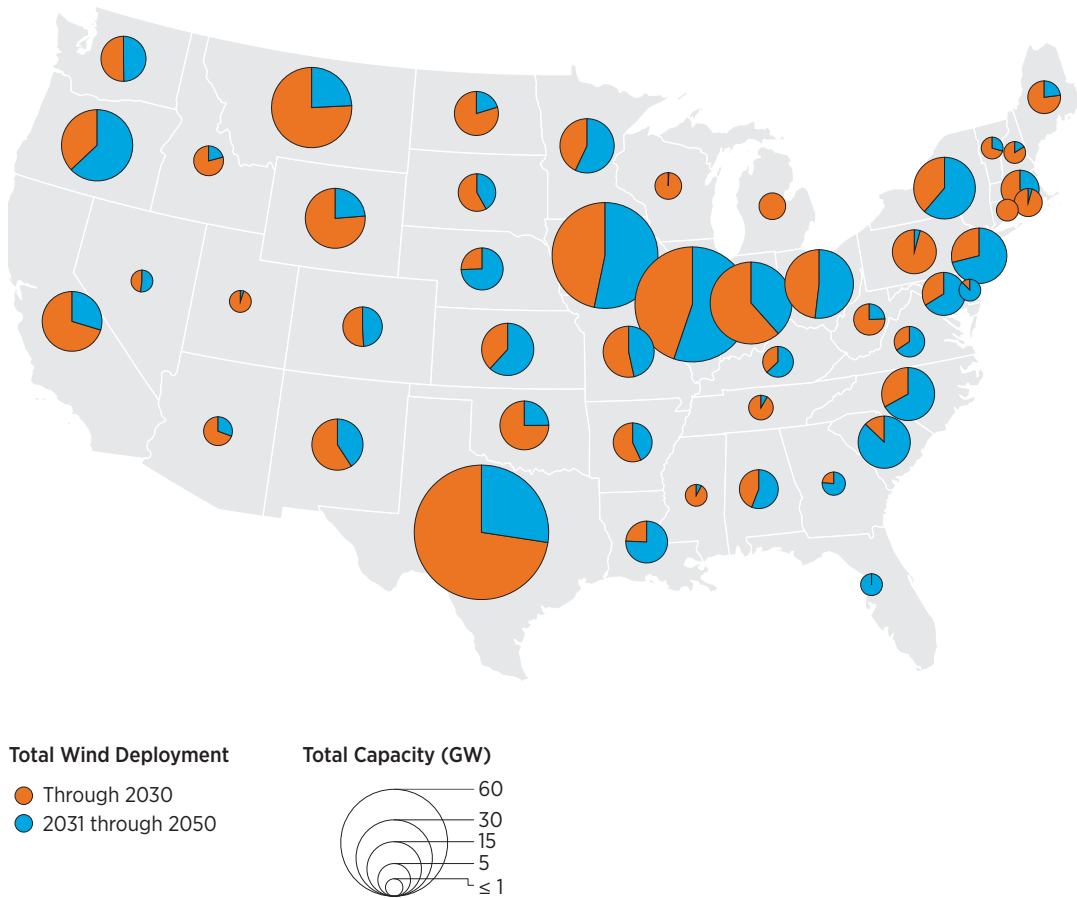 Total Wind Deployment
Through 2030
2031 through 2050
Total Capacity (GW)
60
30
15
5
≤ 1